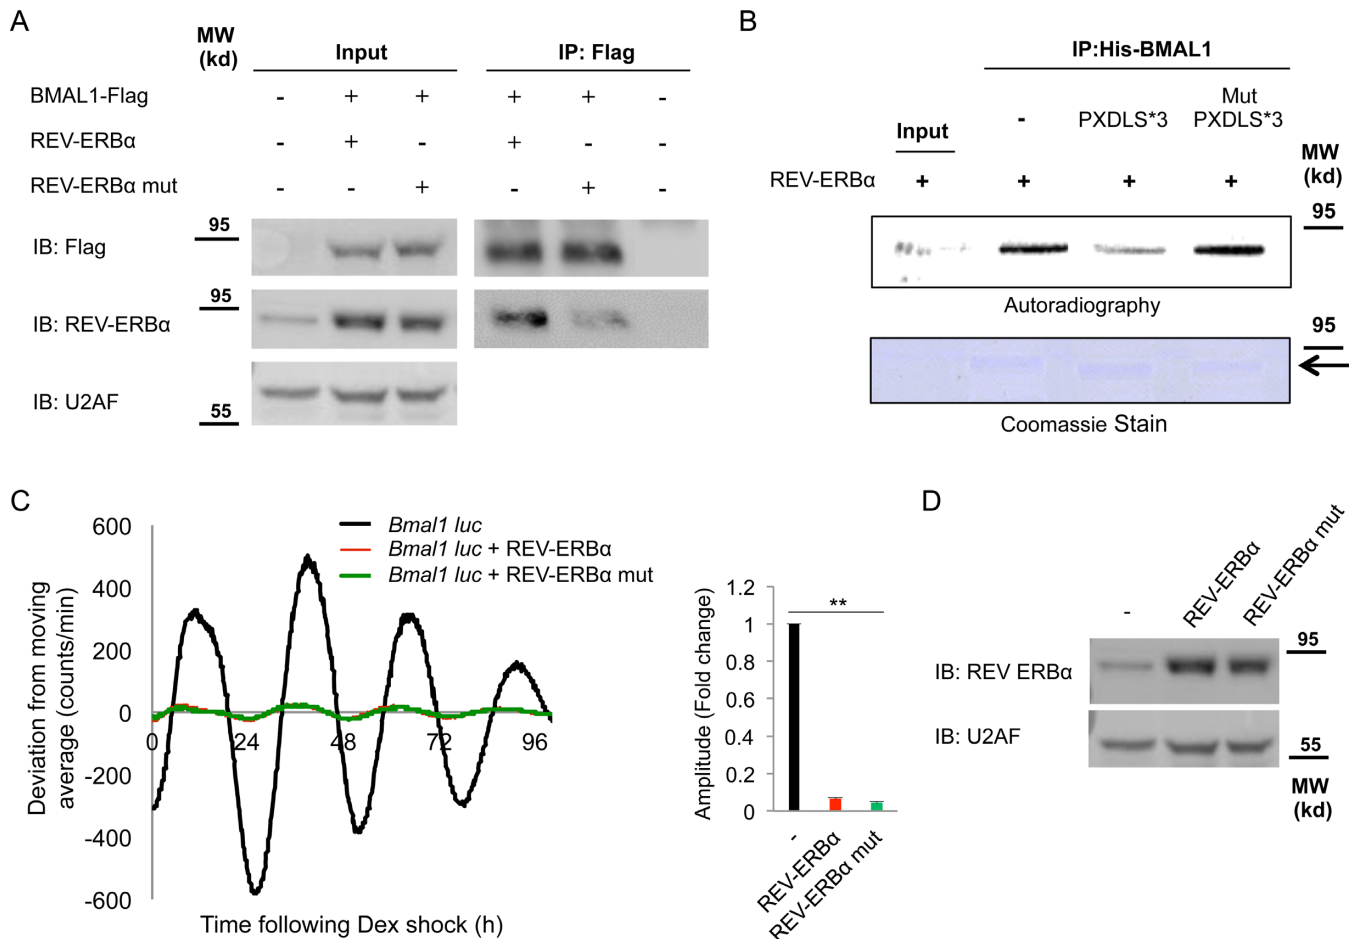 A
MW
(kd)
Input
IP: Flag
BMAL1-Flag - + + + + -
REV-ERBα - + - + - -
REV-ERBα mut - - + - + -
IB: Flag
95
IB: REV-ERBα
95
IB: U2AF
55
B
IP:His-BMAL1
Input
-
PXDLS*3
Mut
PXDLS*3
MW
(kd)
REV-ERBα + + + +
95
Autoradiography
95
Coomassie Stain
C
Bmal1 luc
Bmal1 luc + REV-ERBα
Bmal1 luc + REV-ERBα mut
Deviation from moving
average (counts/min)
600
400
200
0
-200
-400
-600
0 24 48 72 96
Time following Dex shock (h)
Amplitude (Fold change)
1.2
1
0.8
0.6
0.4
0.2
0
**
-
REV-ERBα
REV-ERBα mut
D
-
REV-ERBα
REV-ERBα mut
IB: REV ERBα
95
IB: U2AF
55
MW
(kd)